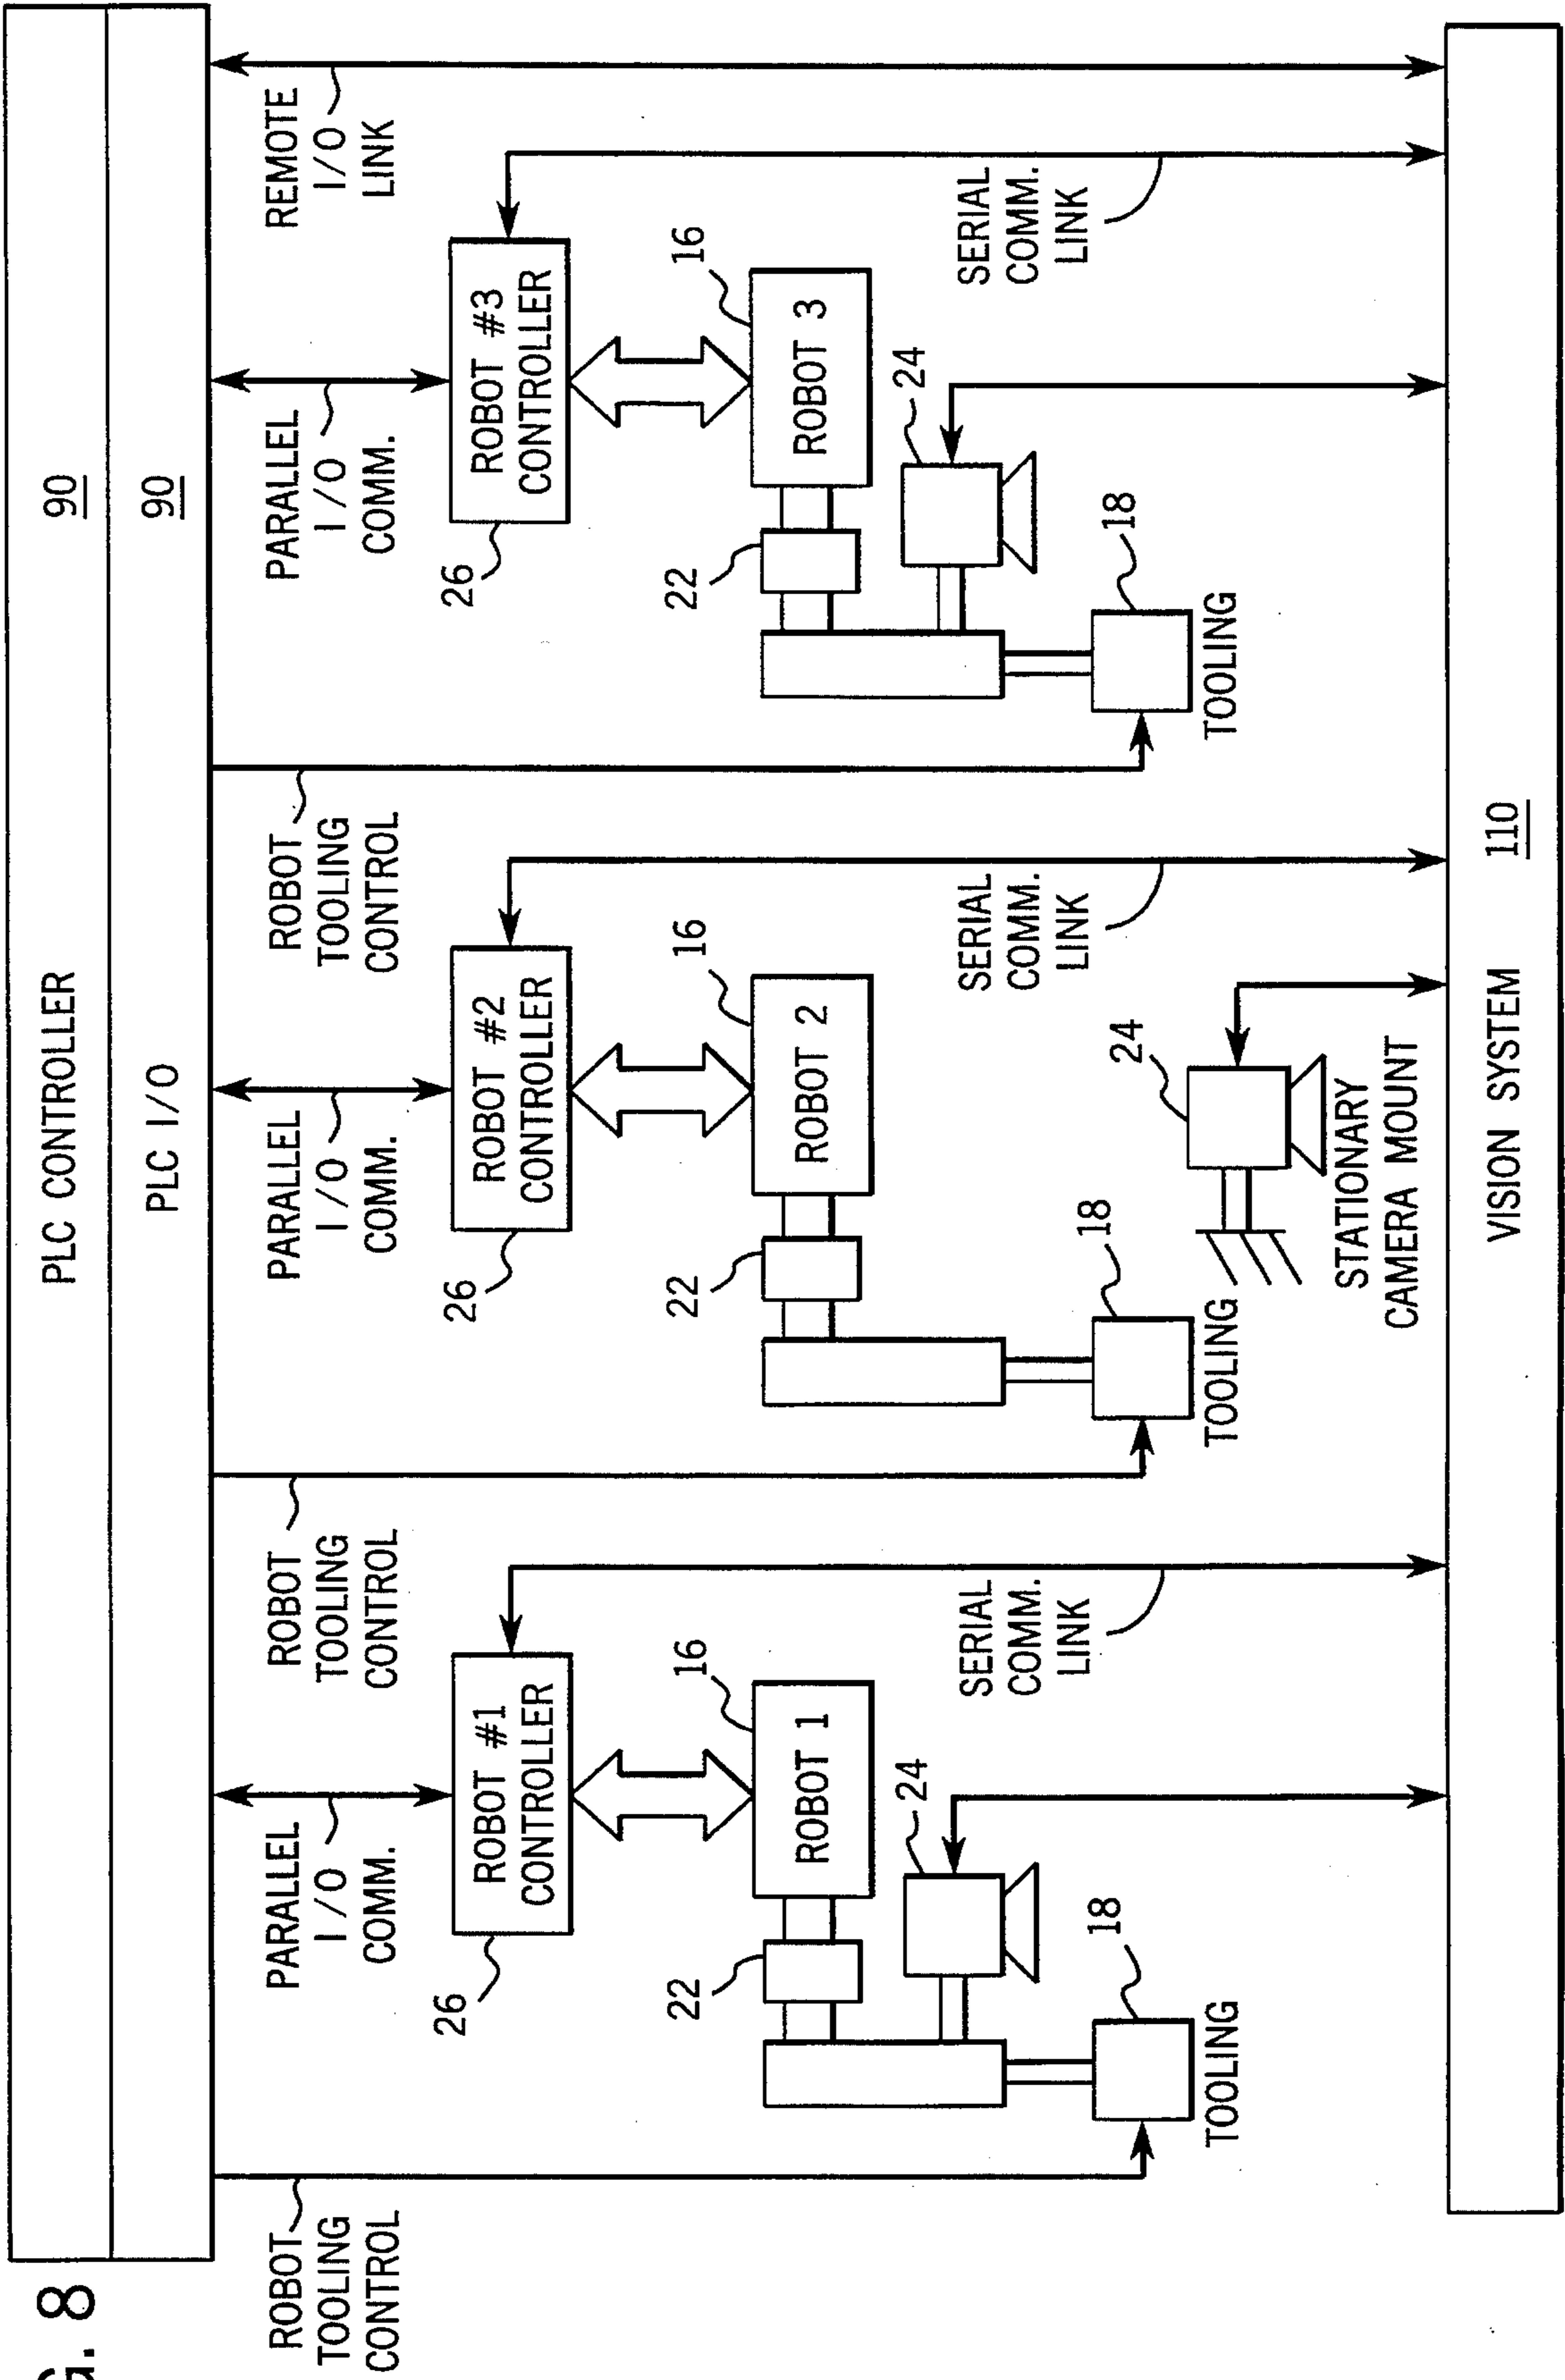 G. 8
PLC CONTROLLER
90
PLC I/O
90
ROBOT
TOOLING
CONTROL
PARALLEL
I/O
COMM.
ROBOT
TOOLING
CONTROL
PARALLEL
I/O
COMM.
ROBOT
TOOLING
CONTROL
PARALLEL
I/O
COMM.
REMOTE
I/O
LINK
26
ROBOT #1
CONTROLLER
26
ROBOT #2
CONTROLLER
26
ROBOT #3
CONTROLLER
22
16
ROBOT 1
22
16
ROBOT 2
22
16
ROBOT 3
24
24
18
TOOLING
SERIAL
COMM.
LINK
18
TOOLING
24
STATIONARY
CAMERA MOUNT
SERIAL
COMM.
LINK
18
TOOLING
SERIAL
COMM.
LINK
VISION SYSTEM
110